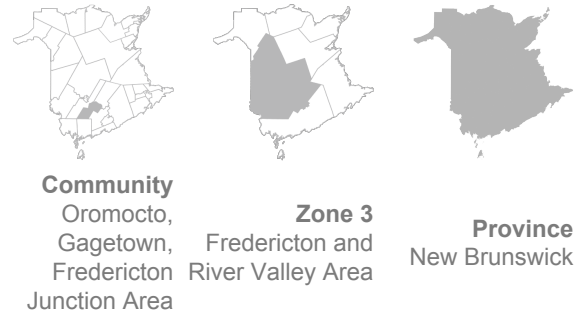 Community
Oromocto,
Gagetown,
Fredericton
Junction Area
Zone 3
Fredericton and
River Valley Area
Province
New Brunswick